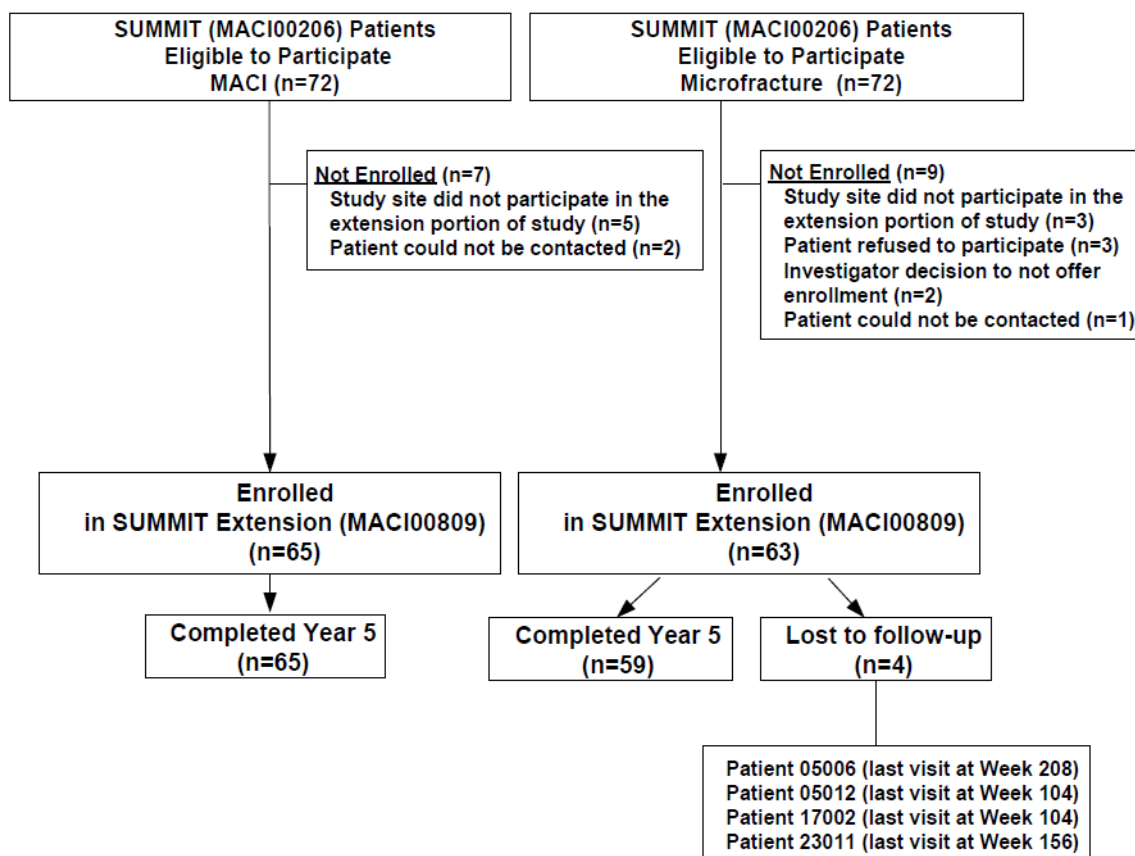 SUMMIT (MACI00206) Patients
Eligible to Participate
MACI (n=72)
SUMMIT (MACI00206) Patients
Eligible to Participate
Microfracture (n=72)
Not Enrolled (n=7)
Study site did not participate in the
extension portion of study (n=5)
Patient could not be contacted (n=2)
Not Enrolled (n=9)
Study site did not participate in the
extension portion of study (n=3)
Patient refused to participate (n=3)
Investigator decision to not offer
enrollment (n=2)
Patient could not be contacted (n=1)
Enrolled
in SUMMIT Extension (MACI00809)
(n=65)
Enrolled
in SUMMIT Extension (MACI00809)
(n=63)
Completed Year 5
(n=65)
Completed Year 5
(n=59)
Lost to follow-up
(n=4)
Patient 05006 (last visit at Week 208)
Patient 05012 (last visit at Week 104)
Patient 17002 (last visit at Week 104)
Patient 23011 (last visit at Week 156)